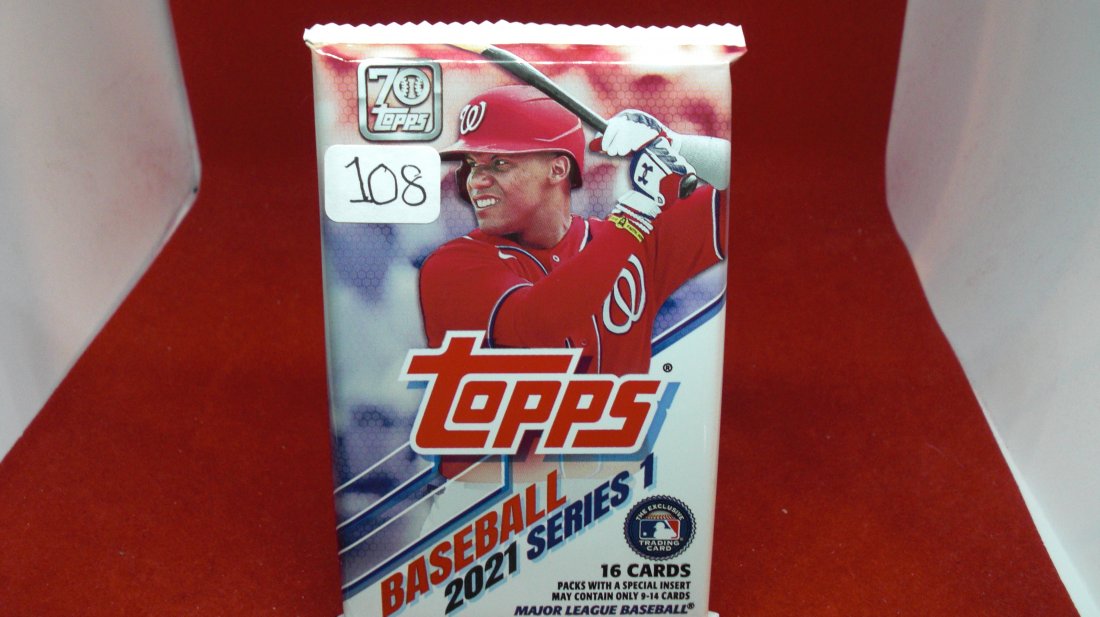 70
TOPPS
108
W
W
TOPPS®
BASEBALL
2021 SERIES 1
THE EXCLUSIVE
TRADING
CARD
16 CARDS
PACKS WITH A SPECIAL INSERT
MAY CONTAIN ONLY 9-14 CARDS
MAJOR LEAGUE BASEBALL®